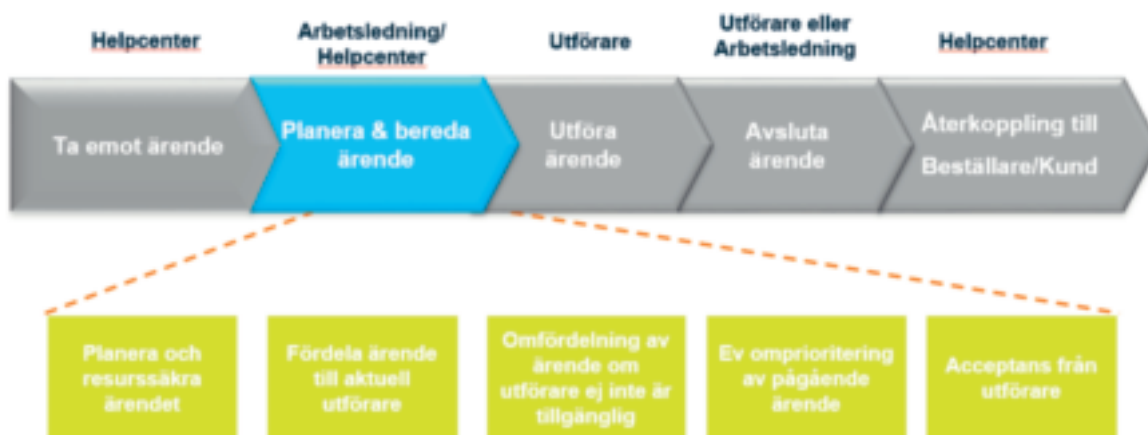 Helpcenter
Arbetsledning/
Helpcenter
Utförare
Utförare eller
Arbetsledning
Helpcenter
Ta emot ärende
Planera & bereda
ärende
Utföra
ärende
Avsluta
ärende
Återkoppling till
Beställare/Kund
Planera och
resurssäkra
ärendet
Fördela ärende
till aktuell
utförare
Omfördelning av
ärende om
utförare ej inte är
tillgänglig
Ev omprioritering
av pågående
ärende
Acceptans från
utförare